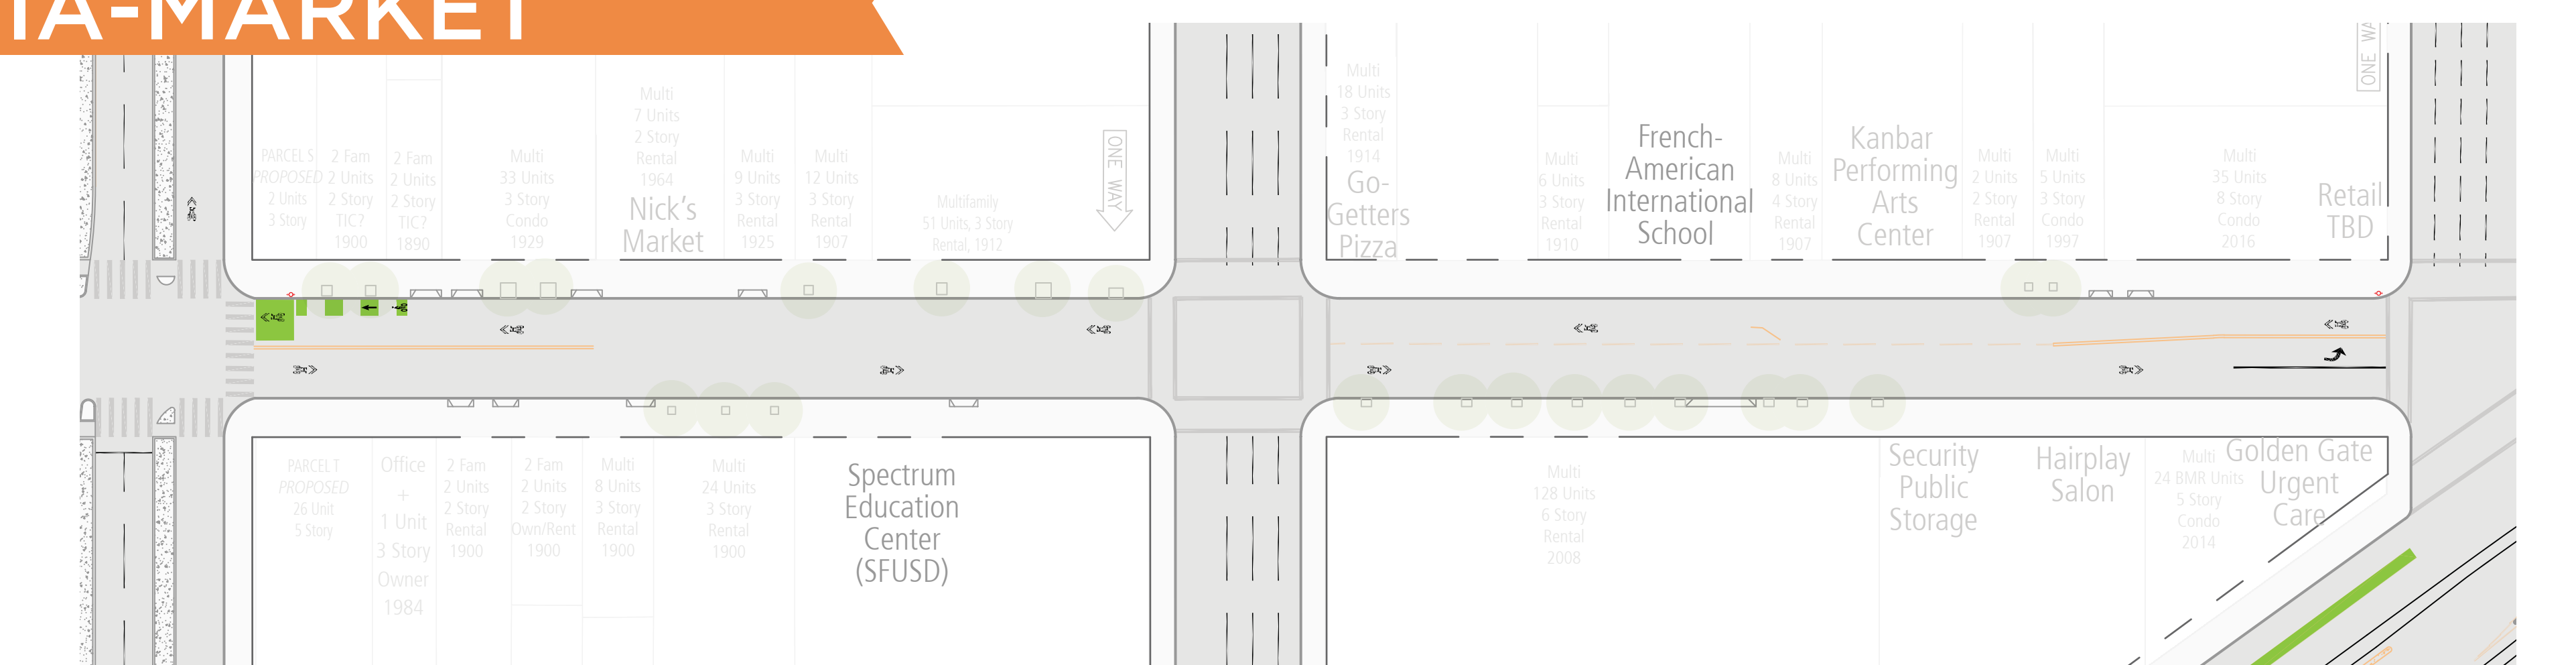 IA-MARKET
PARCEL S
PROPOSED
2 Units
3 Story
2 Fam
2 Units
2 Story
TIC?
1900
2 Fam
2 Units
2 Story
TIC?
1890
Multi
33 Units
3 Story
Condo
1929
Multi
7 Units
2 Story
Rental
1964
Nick's
Market
Multi
9 Units
3 Story
Rental
1925
Multi
12 Units
3 Story
Rental
1907
Multifamily
51 Units, 3 Story
Rental, 1912
ONE WAY
Multi
18 Units
3 Story
Rental
1914
Go-
Getters
Pizza
Multi
6 Units
3 Story
Rental
1910
French-
American
International
School
Multi
8 Units
4 Story
Rental
1907
Kanbar
Performing
Arts
Center
Multi
2 Units
2 Story
Rental
1907
Multi
5 Units
3 Story
Condo
1997
Multi
35 Units
8 Story
Condo
2016
Retail
TBD
ONE WA
PARCEL T
PROPOSED
26 Unit
5 Story
Office
+
1 Unit
3 Story
Owner
1984
2 Fam
2 Units
2 Story
Rental
1900
2 Fam
2 Units
2 Story
Own/Rent
1900
Multi
8 Units
3 Story
Rental
1900
Multi
24 Units
3 Story
Rental
1900
Spectrum
Education
Center
(SFUSD)
Multi
128 Units
6 Story
Rental
2008
Security
Public
Storage
Hairplay
Salon
Multi
24 BMR Units
5 Story
Condo
2014
Golden Gate
Urgent
Care